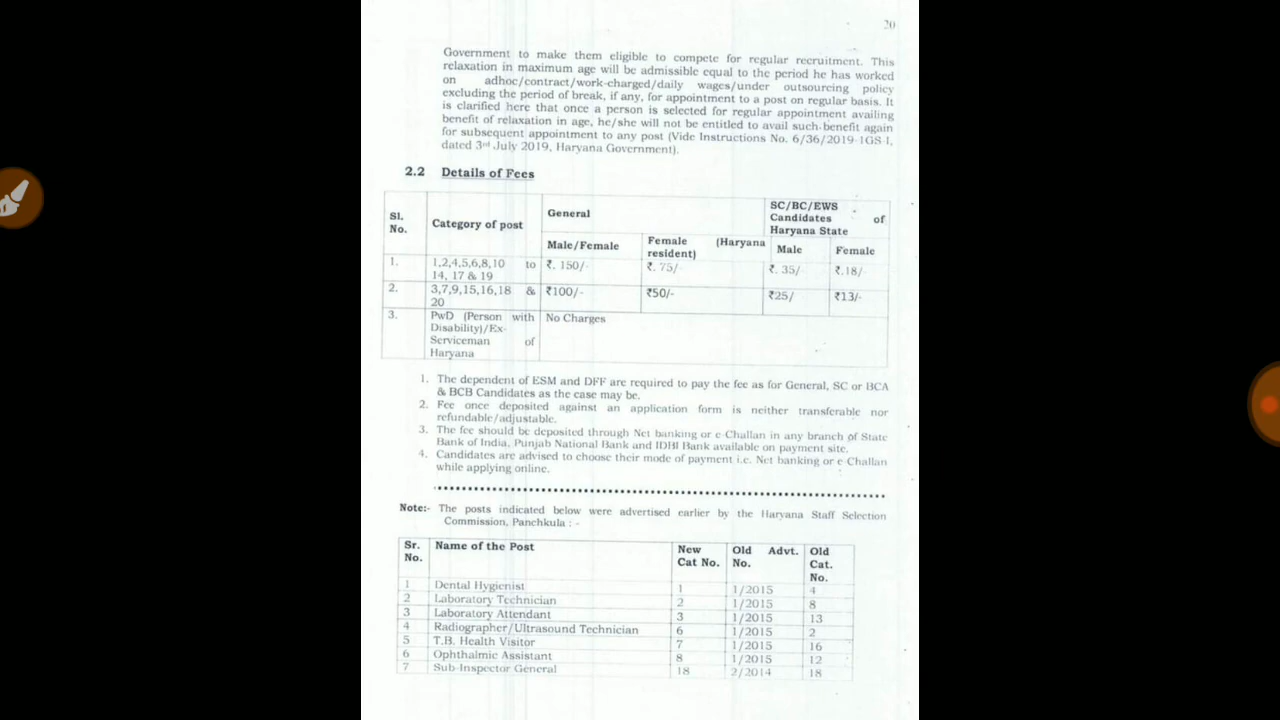 20
Government to make them eligible to compete for regular recruitment. This
relaxation in maximum age will be admissible equal to the period he has worked
on adhoc/contract/work-charged/daily wages/under outsourcing policy
excluding the period of break, if any, for appointment to a post on regular basis. It
is clarified here that once a person is selected for regular appointment availing
benefit of relaxation in age, he/she will not be entitled to avail such benefit again
for subsequent appointment to any post (Vide Instructions No. 6/36/2019-1GS-I,
dated 3rd July 2019, Haryana Government).
2.2 Details of Fees
Sl. No. Category of post General SC/BC/EWS Candidates of Haryana State
Male/Female Female (Haryana resident) Male Female
1. 1,2,4,5,6,8,10 to 14, 17 & 19 ₹. 150/- ₹. 75/- ₹. 35/- ₹.18/-
2. 3,7,9,15,16,18 & 20 ₹100/- ₹50/- ₹25/ ₹13/-
3. PwD (Person with Disability)/Ex-Serviceman of Haryana No Charges
1. The dependent of ESM and DFF are required to pay the fee as for General, SC or BCA
& BCB Candidates as the case may be.
2. Fee once deposited against an application form is neither transferable nor
refundable/adjustable.
3. The fee should be deposited through Net banking or e-Challan in any branch of State
Bank of India, Punjab National Bank and IDBI Bank available on payment site.
4. Candidates are advised to choose their mode of payment i.e. Net banking or e-Challan
while applying online.
Note:- The posts indicated below were advertised earlier by the Haryana Staff Selection
Commission, Panchkula : -
Sr. No. Name of the Post New Cat No. Old Advt. No. Old Cat. No.
1 Dental Hygienist 1 1/2015 4
2 Laboratory Technician 2 1/2015 8
3 Laboratory Attendant 3 1/2015 13
4 Radiographer/Ultrasound Technician 6 1/2015 2
5 T.B. Health Visitor 7 1/2015 16
6 Ophthalmic Assistant 8 1/2015 12
7 Sub-Inspector General 18 2/2014 18